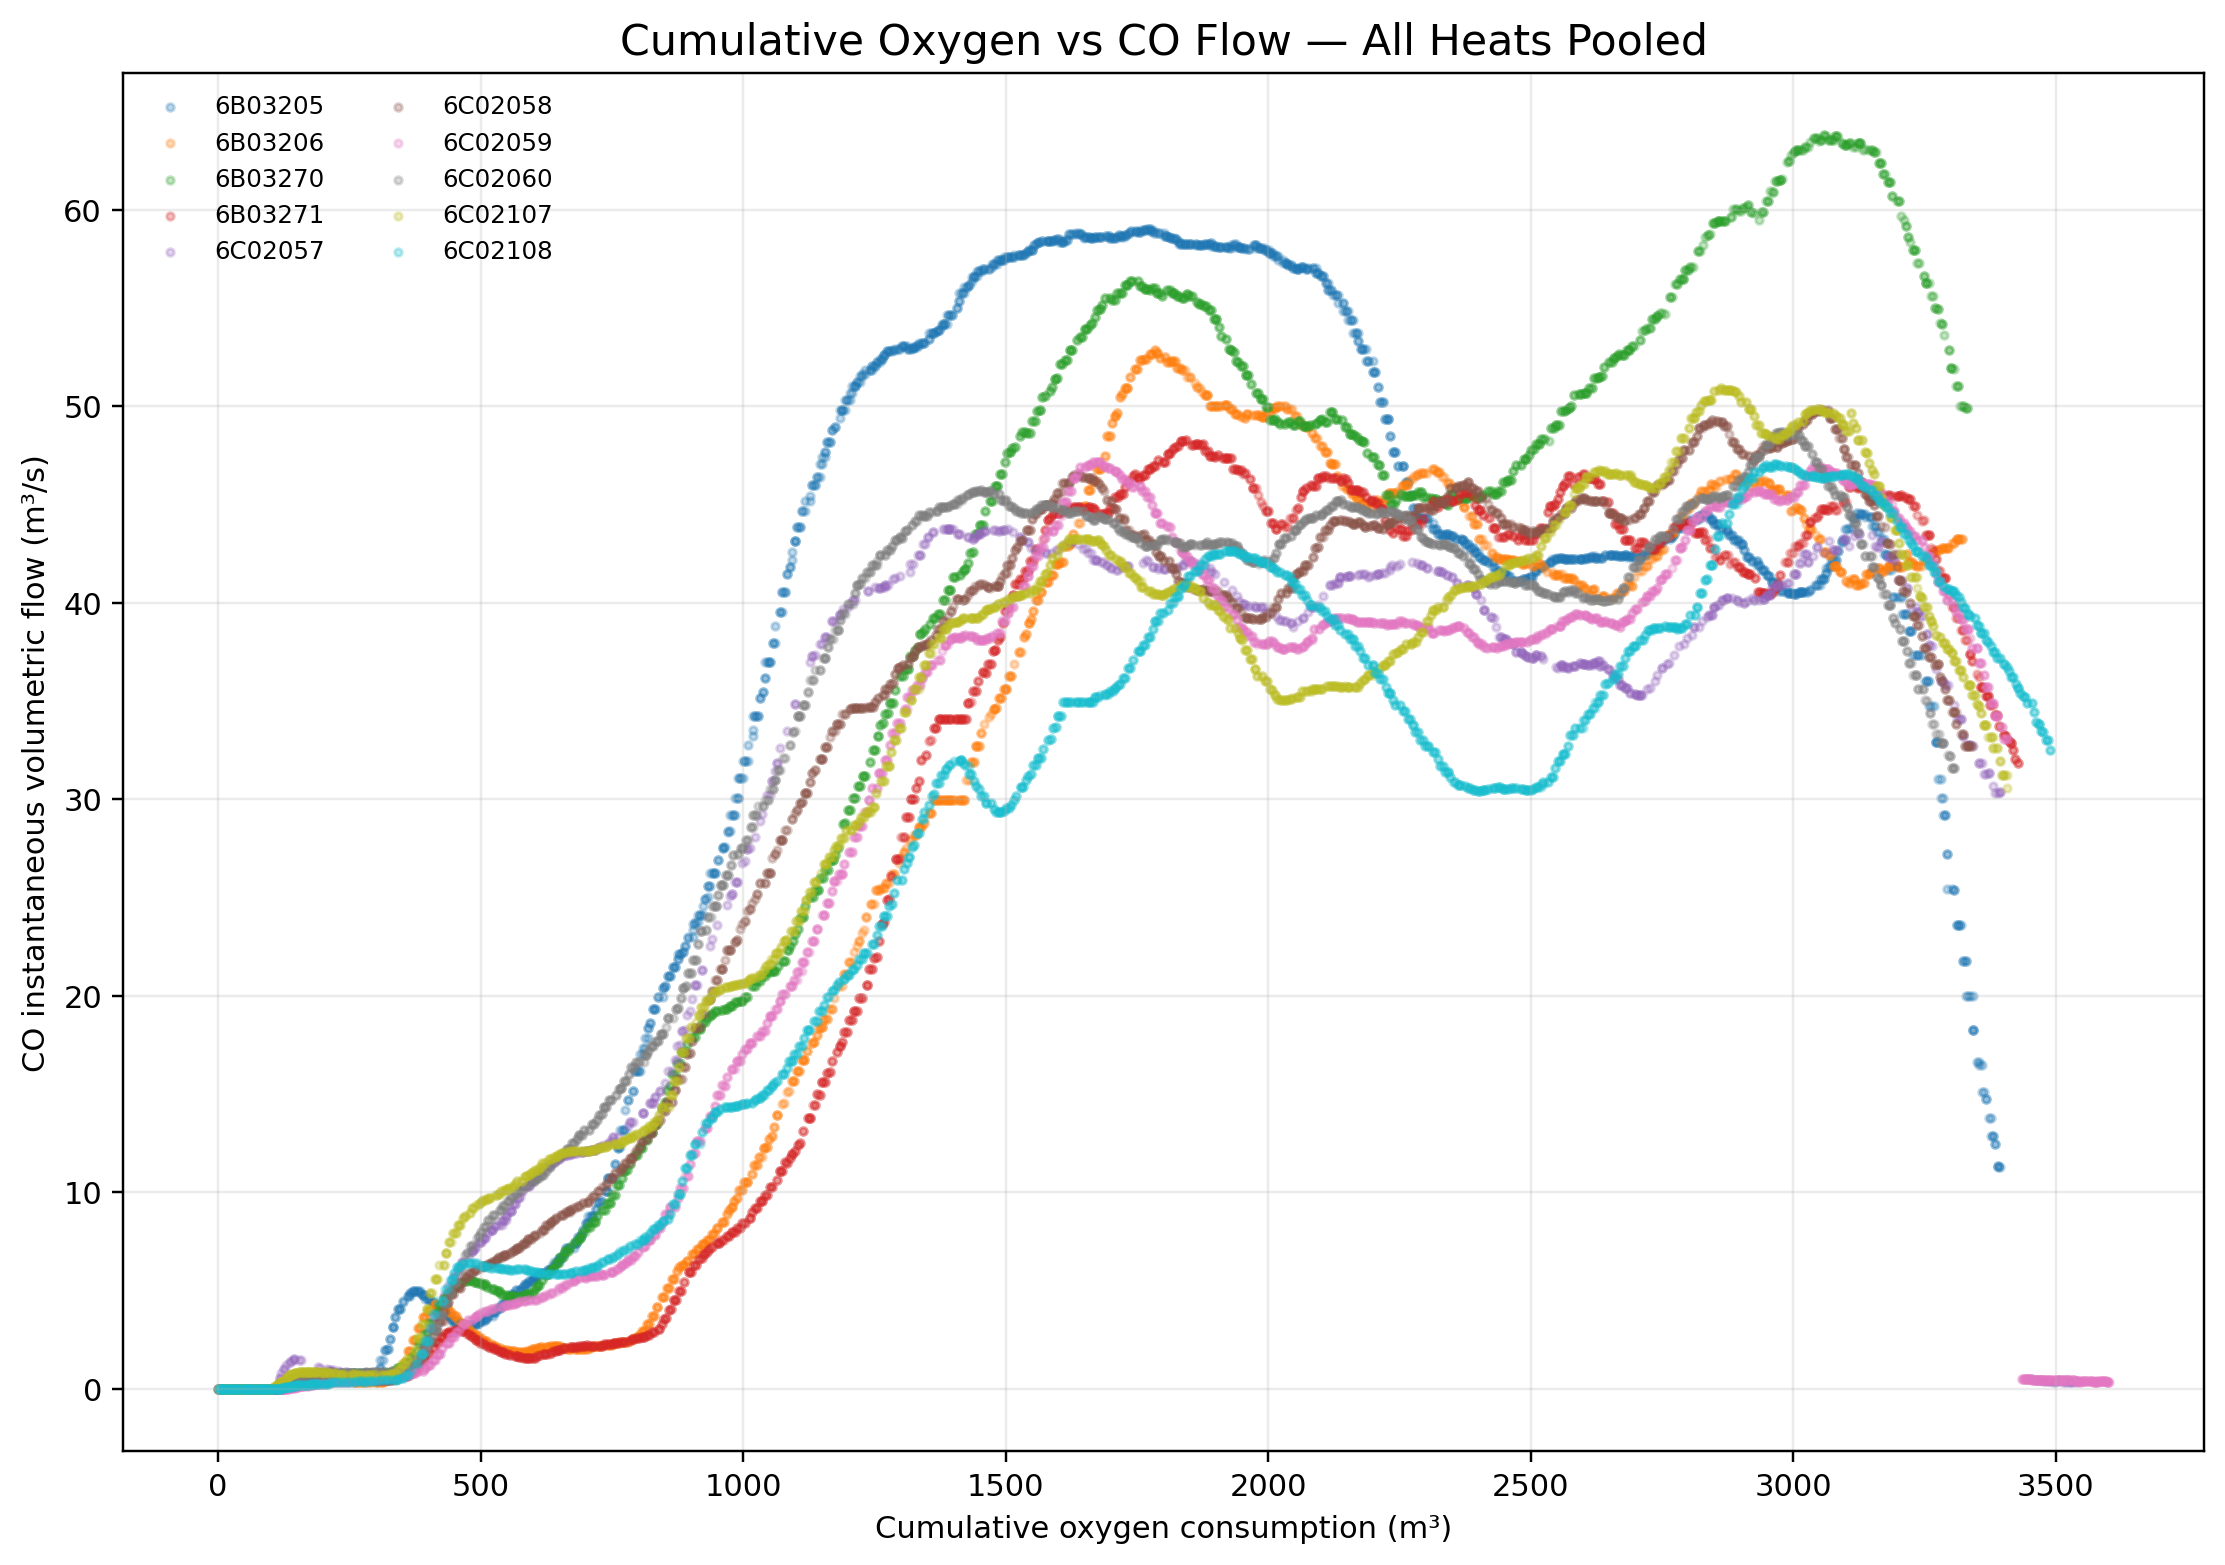 Cumulative Oxygen vs CO Flow — All Heats Pooled
6B03205
6B03206
6B03270
6B03271
6C02057
6C02058
6C02059
6C02060
6C02107
6C02108
CO instantaneous volumetric flow (m³/s)
60
50
40
30
20
10
0
0 500 1000 1500 2000 2500 3000 3500
Cumulative oxygen consumption (m³)